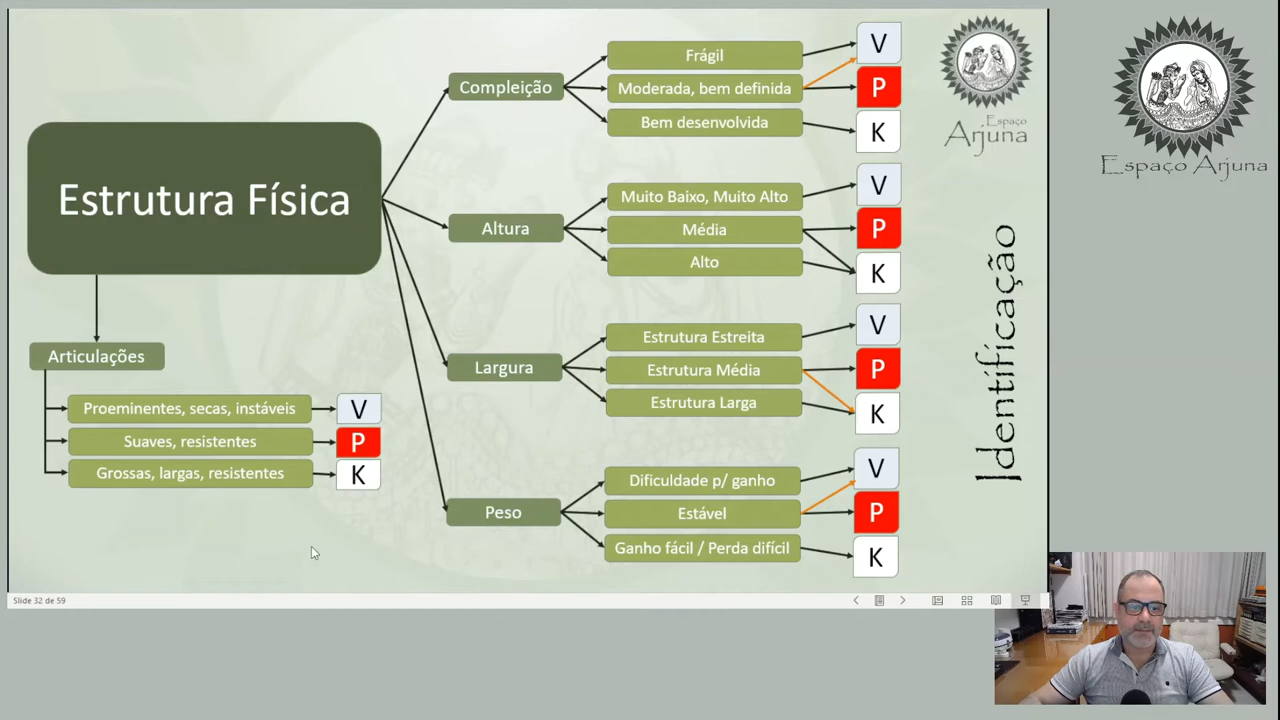 Estrutura Física
Articulações
Proeminentes, secas, instáveis
V
Suaves, resistentes
P
Grossas, largas, resistentes
K
Compleição
Frágil
V
Moderada, bem definida
P
Bem desenvolvida
K
Altura
Muito Baixo, Muito Alto
V
Média
P
Alto
K
Largura
Estrutura Estreita
V
Estrutura Média
P
Estrutura Larga
K
Peso
Dificuldade p/ ganho
V
Estável
P
Ganho fácil / Perda difícil
K
Espaço
Arjuna
Identificação
Espaço Arjuna
Slide 32 de 59